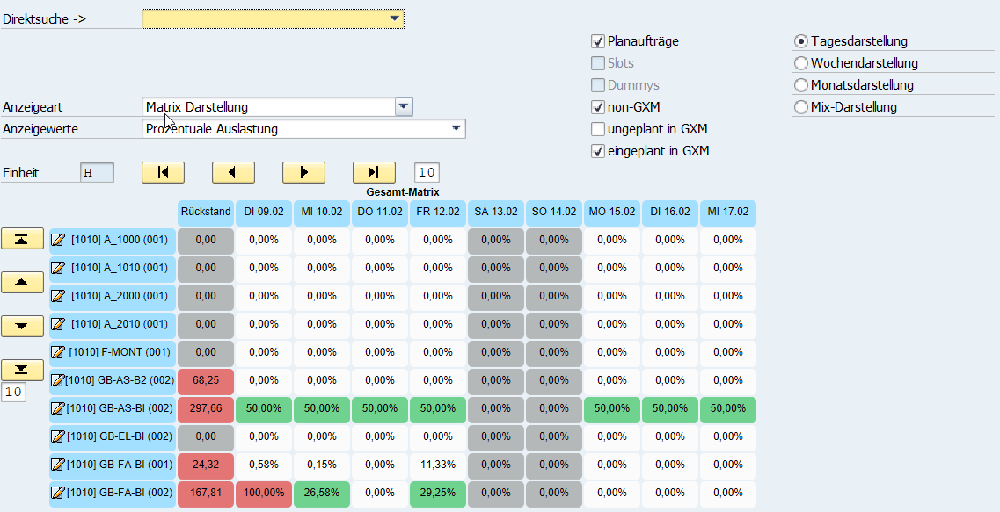 Direktsuche ->
Planaufträge
Tagesdarstellung
Slots
Wochendarstellung
Dummys
Monatsdarstellung
Anzeigeart Matrix Darstellung
non-GXM
Mix-Darstellung
Anzeigewerte Prozentuale Auslastung
ungeplant in GXM
eingeplant in GXM
Einheit H 10
Gesamt-Matrix
Rückstand DI 09.02 MI 10.02 DO 11.02 FR 12.02 SA 13.02 SO 14.02 MO 15.02 DI 16.02 MI 17.02
[1010] A_1000 (001) 0,00 0,00% 0,00% 0,00% 0,00% 0,00% 0,00% 0,00% 0,00% 0,00%
[1010] A_1010 (001) 0,00 0,00% 0,00% 0,00% 0,00% 0,00% 0,00% 0,00% 0,00% 0,00%
[1010] A_2000 (001) 0,00 0,00% 0,00% 0,00% 0,00% 0,00% 0,00% 0,00% 0,00% 0,00%
[1010] A_2010 (001) 0,00 0,00% 0,00% 0,00% 0,00% 0,00% 0,00% 0,00% 0,00% 0,00%
[1010] F-MONT (001) 0,00 0,00% 0,00% 0,00% 0,00% 0,00% 0,00% 0,00% 0,00% 0,00%
[1010] GB-AS-B2 (002) 68,25 0,00% 0,00% 0,00% 0,00% 0,00% 0,00% 0,00% 0,00% 0,00%
10
[1010] GB-AS-BI (002) 297,66 50,00% 50,00% 50,00% 50,00% 0,00% 0,00% 50,00% 50,00% 50,00%
[1010] GB-EL-BI (002) 0,00 0,00% 0,00% 0,00% 0,00% 0,00% 0,00% 0,00% 0,00% 0,00%
[1010] GB-FA-BI (001) 24,32 0,58% 0,15% 0,00% 11,33% 0,00% 0,00% 0,00% 0,00% 0,00%
[1010] GB-FA-BI (002) 167,81 100,00% 26,58% 0,00% 29,25% 0,00% 0,00% 0,00% 0,00% 0,00%